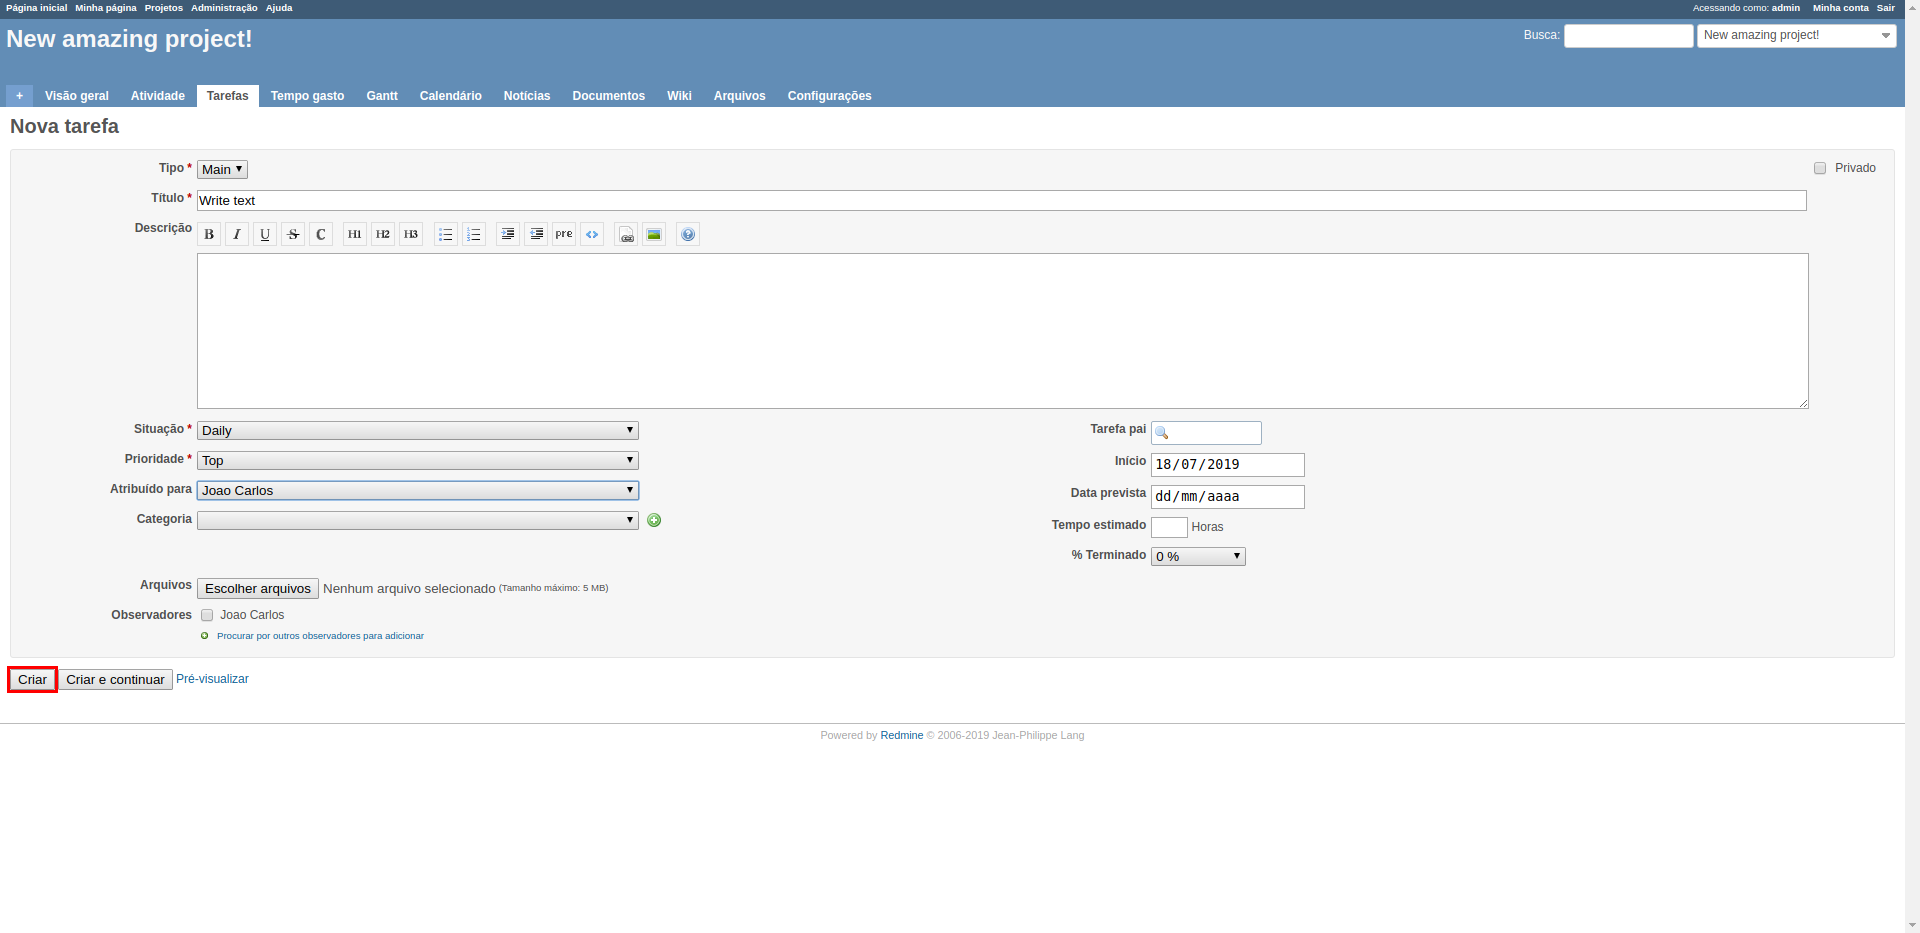 Página inicial Minha página Projetos Administração Ajuda Acessando como: admin Minha conta Sair
New amazing project! Busca: New amazing project!
+ Visão geral Atividade Tarefas Tempo gasto Gantt Calendário Notícias Documentos Wiki Arquivos Configurações
Nova tarefa
Tipo * Main Privado
Título * Write text
Descrição B I U S C H1 H2 H3 pre <>
Situação * Daily Tarefa pai
Prioridade * Top Início 18/07/2019
Atribuído para Joao Carlos Data prevista dd/mm/aaaa
Categoria Tempo estimado Horas
% Terminado 0 %
Arquivos Escolher arquivos Nenhum arquivo selecionado (Tamanho máximo: 5 MB)
Observadores Joao Carlos
Procurar por outros observadores para adicionar
Criar Criar e continuar Pré-visualizar
Powered by Redmine © 2006-2019 Jean-Philippe Lang